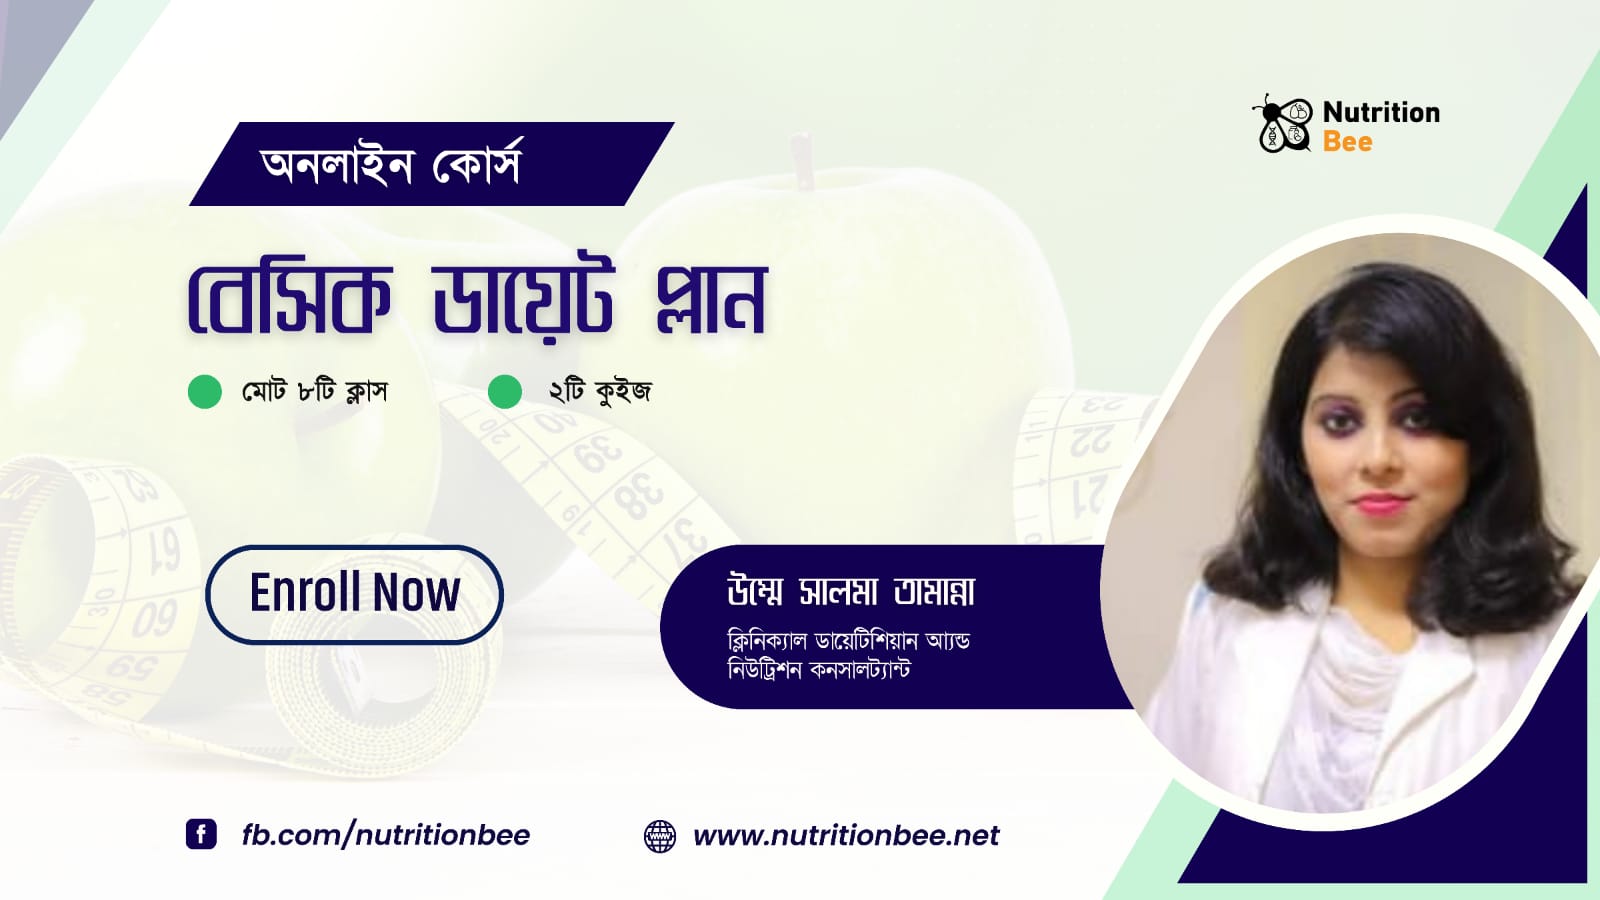 Nutrition
Bee
অনলাইন কোর্স
বেসিক ডায়েট প্লান
মোট ৮টি ক্লাস
২টি কুইজ
Enroll Now
উম্মে সালমা তামান্না
ক্লিনিক্যাল ডায়েটিশিয়ান অ্যান্ড
নিউট্রিশন কনসালট্যান্ট
fb.com/nutritionbee
www.nutritionbee.net